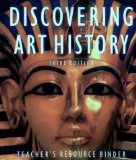 DISCOVERING
ART HISTORY
THIRD EDITION
TEACHER'S RESOURCE BINDER